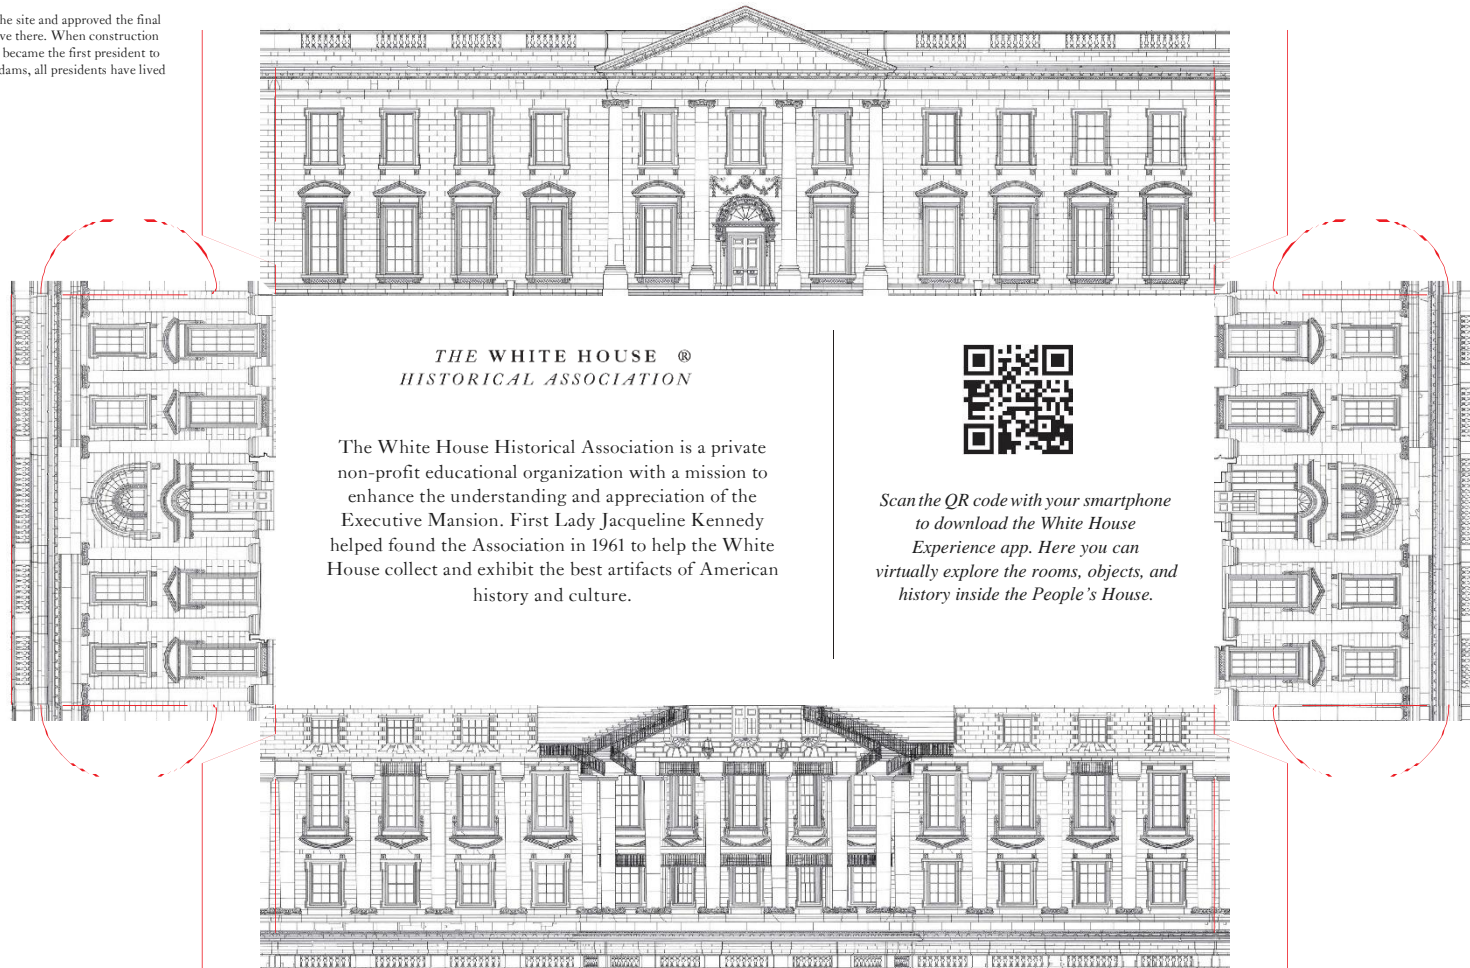 he site and approved the final
ve there. When construction
became the first president to
dams, all presidents have lived
THE WHITE HOUSE ®
HISTORICAL ASSOCIATION
The White House Historical Association is a private
non-profit educational organization with a mission to
enhance the understanding and appreciation of the
Executive Mansion. First Lady Jacqueline Kennedy
helped found the Association in 1961 to help the White
House collect and exhibit the best artifacts of American
history and culture.
Scan the QR code with your smartphone
to download the White House
Experience app. Here you can
virtually explore the rooms, objects, and
history inside the People's House.